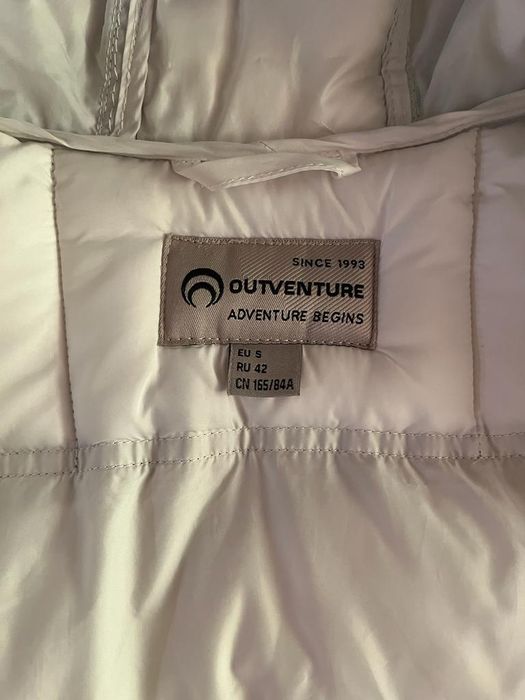 SINCE 1993
OUTVENTURE
ADVENTURE BEGINS
EU S
RU 42
CN 165/84A